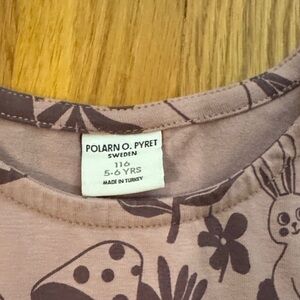 POLARN O. PYRET
SWEDEN
116
5-6 YRS
MADE IN TURKEY